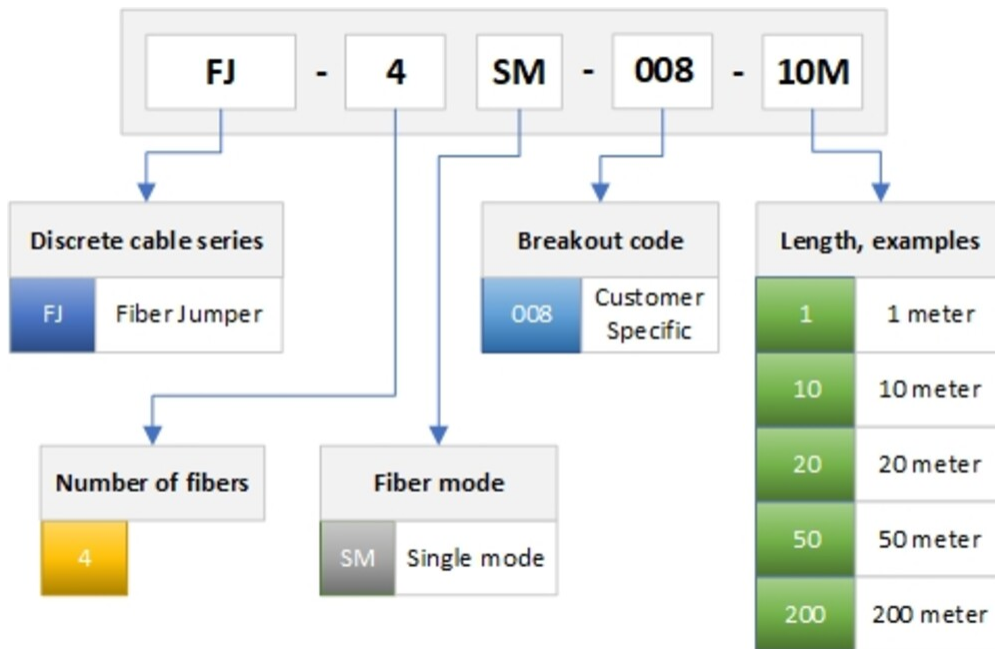 FJ - 4 SM - 008 - 10M
Discrete cable series
FJ Fiber Jumper
Breakout code
008 Customer
Specific
Length, examples
1 1 meter
10 10 meter
20 20 meter
50 50 meter
200 200 meter
Number of fibers
4
Fiber mode
SM Single mode